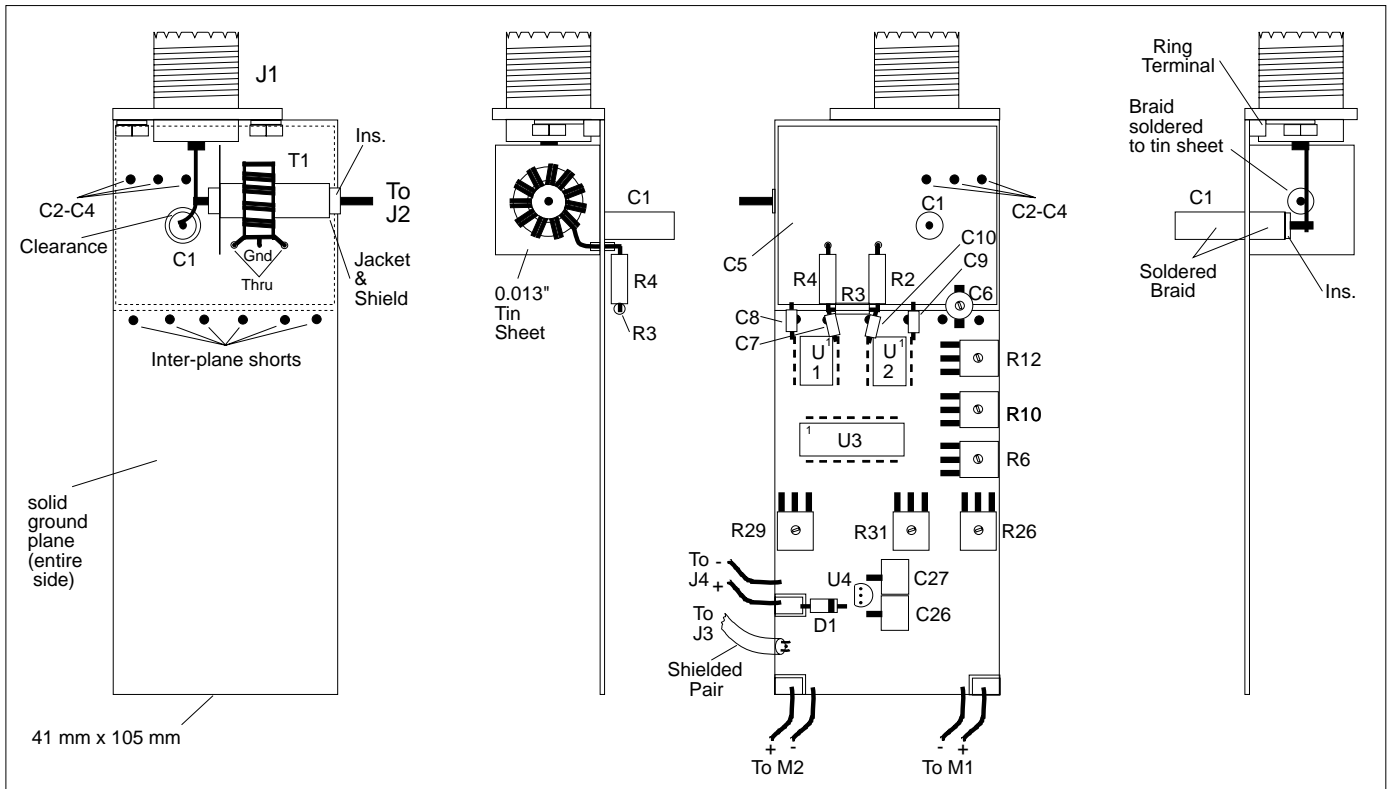 J1
T1
Ins.
To
J2
C2-C4
Clearance
C1
Gnd
Thru
Jacket
&
Shield
Inter-plane shorts
solid
ground
plane
(entire
side)
41 mm x 105 mm
C1
R4
R3
0.013"
Tin
Sheet
C2-C4
C1
C5
C10
C9
R4
R2
R3
C6
C8
C7
U
1
1
U
1
2
R12
R10
R6
1
U3
R29
R31
R26
To -
J4 +
U4
C27
C26
D1
To
J3
Shielded
Pair
+
-
To M2
-
+
To M1
Ring
Terminal
Braid
soldered
to tin sheet
C1
Soldered
Braid
Ins.